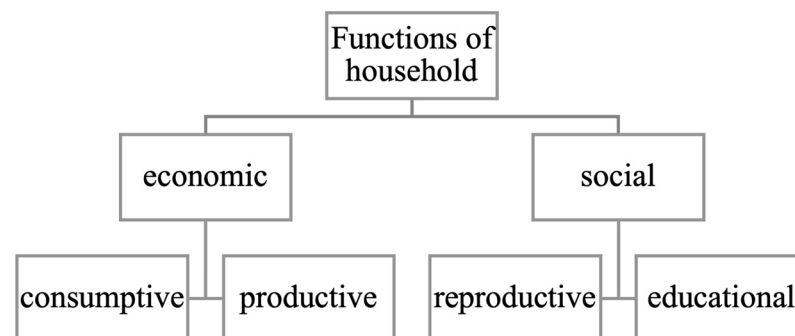 Functions of
household
economic
social
consumptive
productive
reproductive
educational